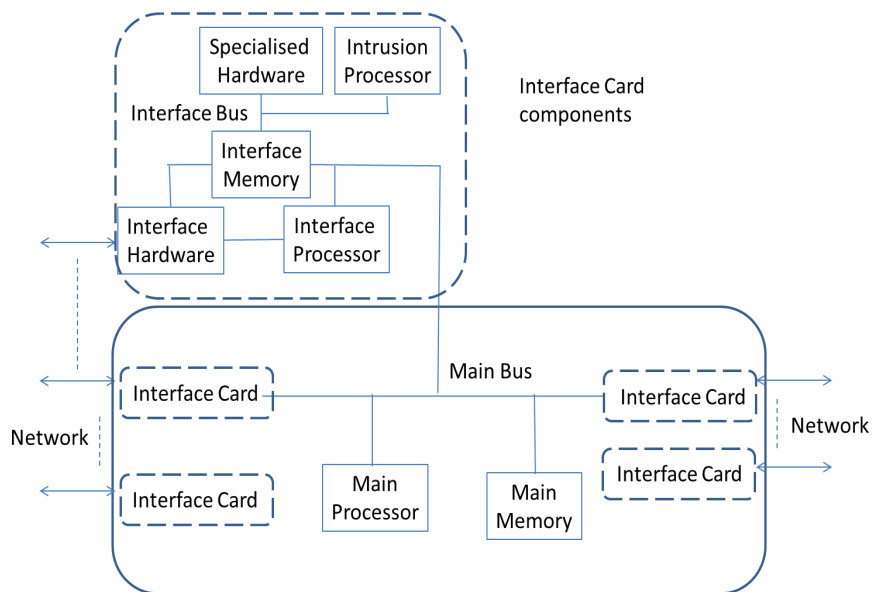 Specialised
Hardware
Intrusion
Processor
Interface Card
components
Interface Bus
Interface
Memory
Interface
Hardware
Interface
Processor
Main Bus
Interface Card
Interface Card
Network
Network
Interface Card
Interface Card
Main
Processor
Main
Memory